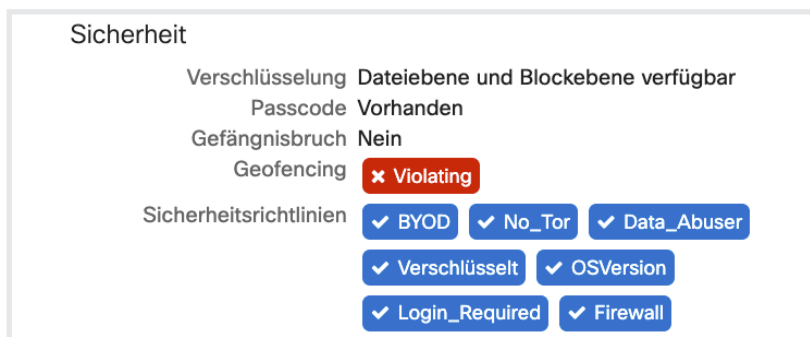 Sicherheit
Verschlüsselung Dateiebene und Blockebene verfügbar
Passcode Vorhanden
Gefängnisbruch Nein
Geofencing Violating
Sicherheitsrichtlinien BYOD No_Tor Data_Abuser
Verschlüsselt OSVersion
Login_Required Firewall